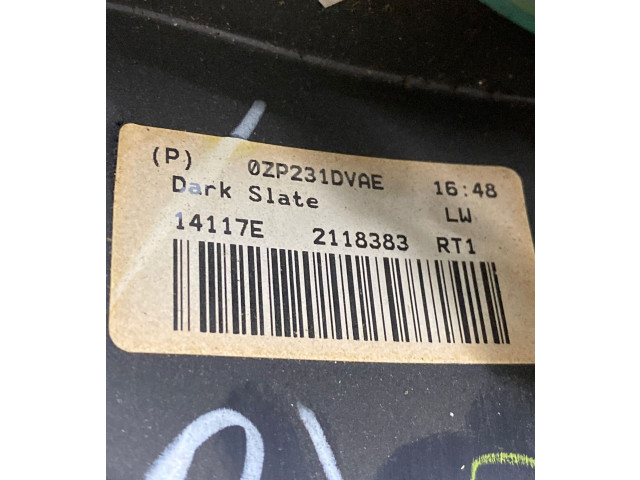 (P) 0ZP231DVAE 16:48
Dark Slate LW
14117E 2118383 RT1